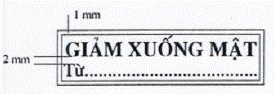 1 mm
2 mm
GIẢM XUỐNG MẬT
Từ........................................